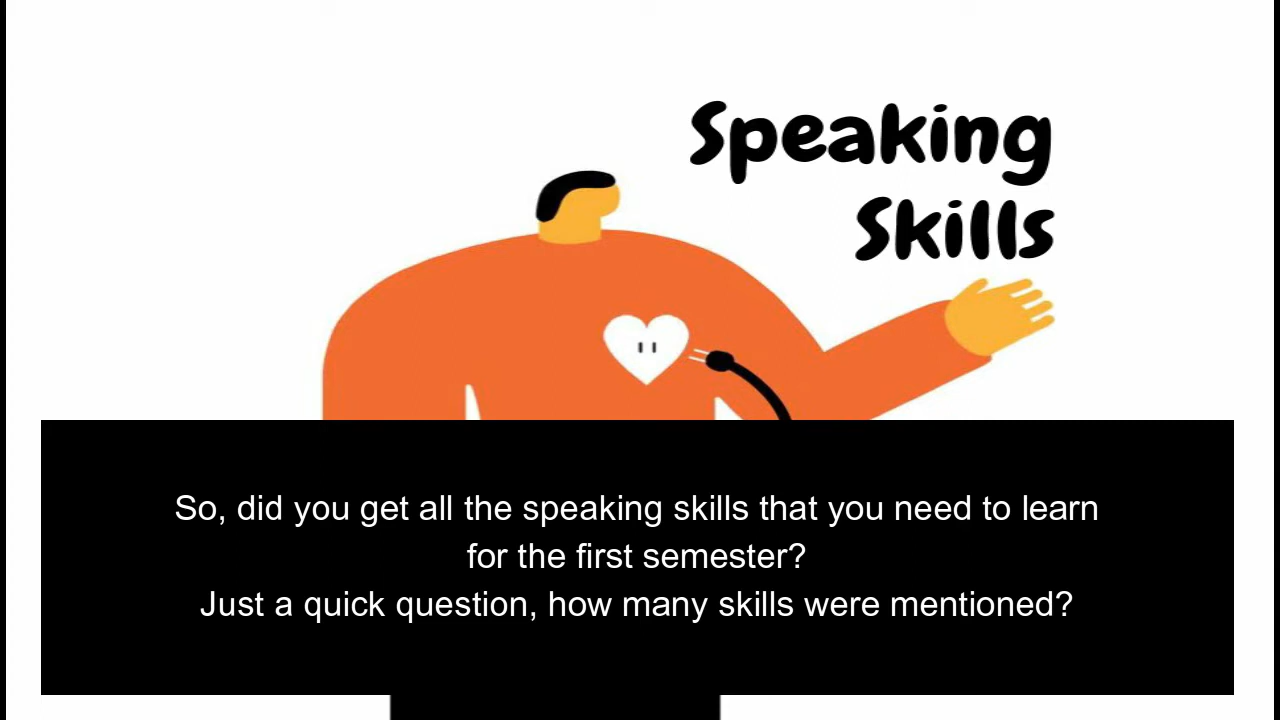 Speaking
Skills
So, did you get all the speaking skills that you need to learn
for the first semester?
Just a quick question, how many skills were mentioned?